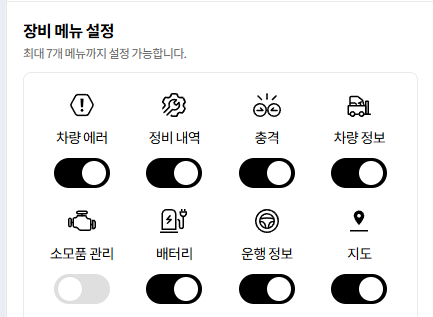 장비 메뉴 설정
최대 7개 메뉴까지 설정 가능합니다.
차량 에러 정비 내역 충격 차량 정보
소모품 관리 배터리 운행 정보 지도